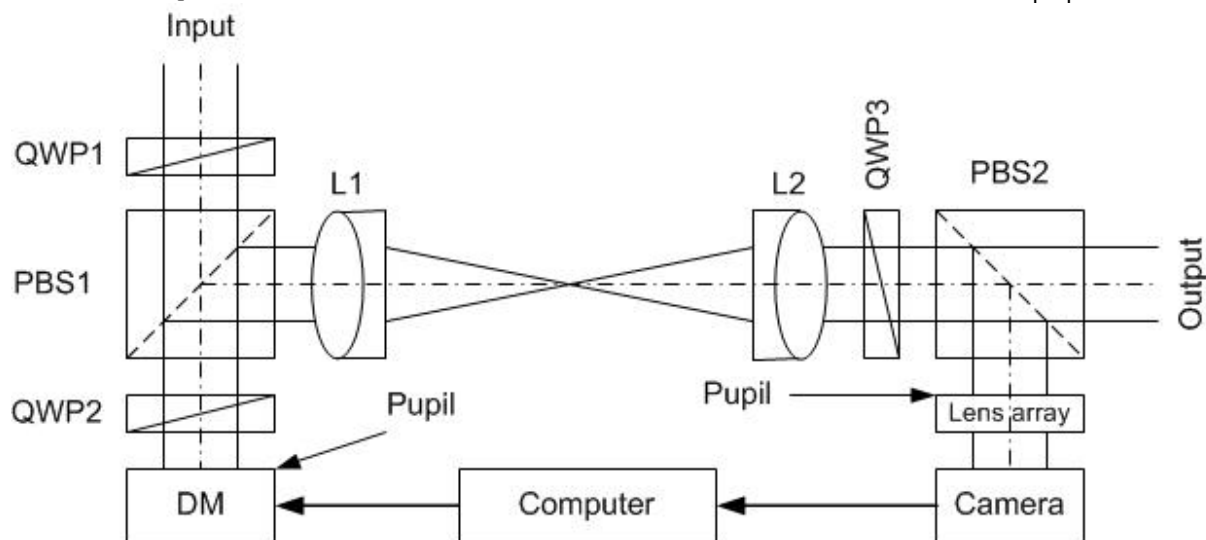 Input
QWP1
L1
L2
QWP3
PBS2
PBS1
Output
QWP2
Pupil
Pupil
Lens array
DM
Computer
Camera